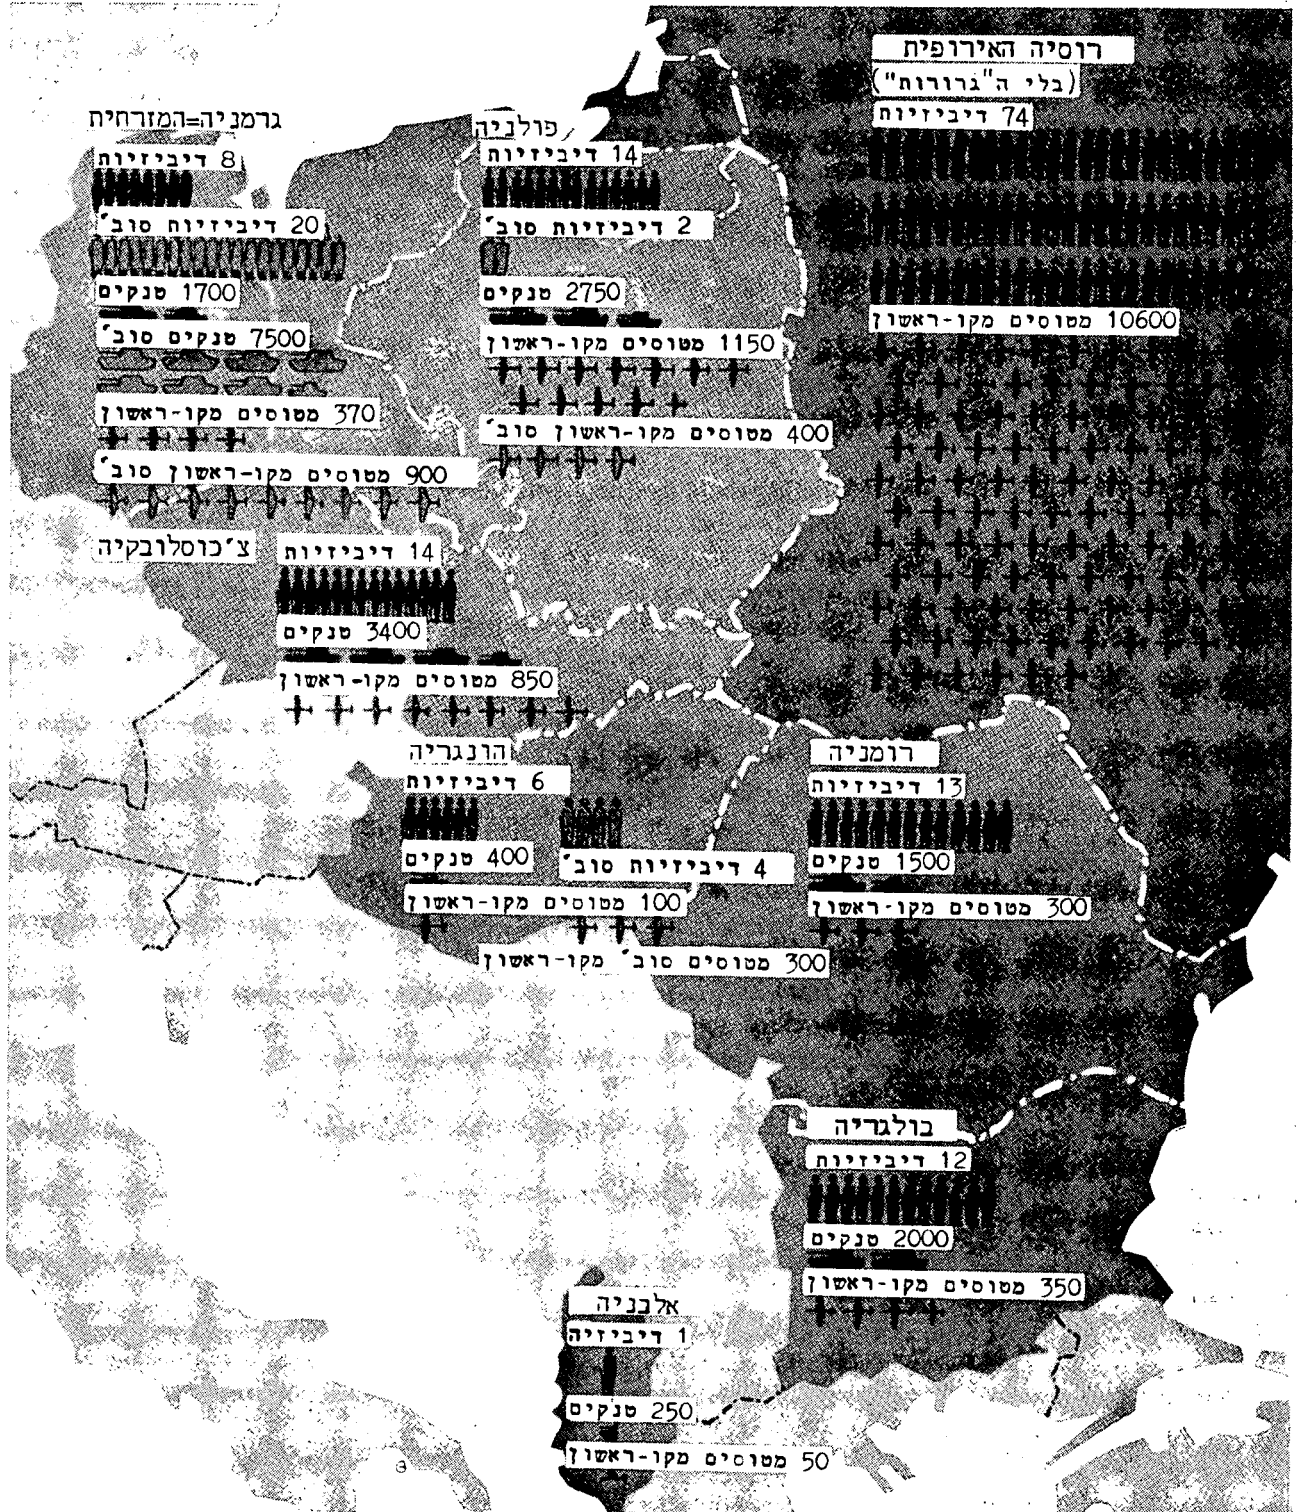 רוסיה האירופית
(בלי ה"גרורות")
74 דיביזיות
10600 מטוסים מקו-ראשון
גרמניה=המזרחית
8 דיביזיות
20 דיביזיות סוב'
1700 טנקים
7500 טנקים סוב'
370 מטוסים מקו-ראשון
900 מטוסים מקו-ראשון סוב'
פולניה
14 דיביזיות
2 דיביזיות סוב'
2750 טנקים
1150 מטוסים מקו-ראשון
400 מטוסים מקו-ראשון סוב'
צ'כוסלובקיה
14 דיביזיות
3400 טנקים
850 מטוסים מקו-ראשון
הונגריה
6 דיביזיות
400 טנקים
4 דיביזיות סוב'
100 מטוסים מקו-ראשון
300 מטוסים סוב' מקו-ראשון
רומניה
13 דיביזיות
1500 טנקים
300 מטוסים מקו-ראשון
בולגריה
12 דיביזיות
2000 טנקים
350 מטוסים מקו-ראשון
אלבניה
1 דיביזיה
250 טנקים
50 מטוסים מקו-ראשון